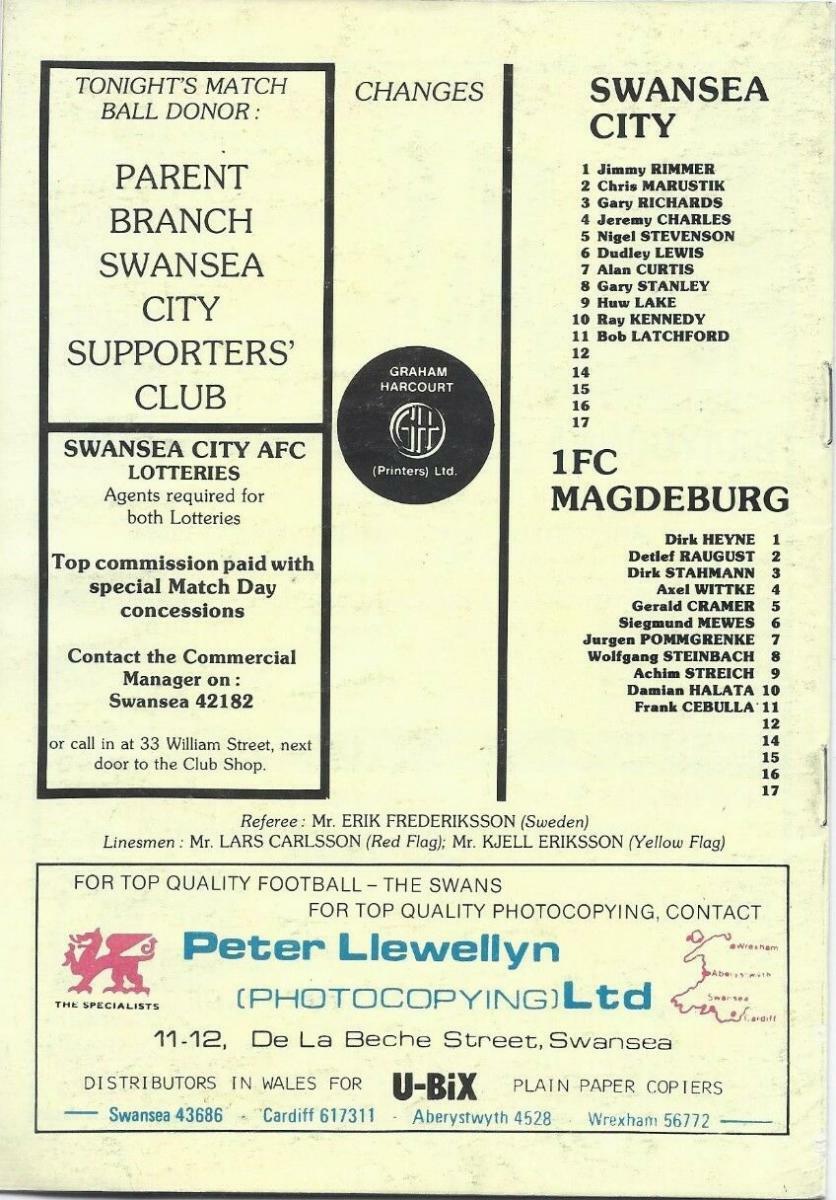 TONIGHT'S MATCH
BALL DONOR :
PARENT
BRANCH
SWANSEA
CITY
SUPPORTERS'
CLUB
SWANSEA CITY AFC
LOTTERIES
Agents required for
both Lotteries
Top commission paid with
special Match Day
concessions
Contact the Commercial
Manager on :
Swansea 42182
or call in at 33 William Street, next
door to the Club Shop.
CHANGES
GRAHAM
HARCOURT
GH
(Printers) Ltd.
SWANSEA
CITY
1 Jimmy RIMMER
2 Chris MARUSTIK
3 Gary RICHARDS
4 Jeremy CHARLES
5 Nigel STEVENSON
6 Dudley LEWIS
7 Alan CURTIS
8 Gary STANLEY
9 Huw LAKE
10 Ray KENNEDY
11 Bob LATCHFORD
12
14
15
16
17
1FC
MAGDEBURG
Dirk HEYNE 1
Detlef RAUGUST 2
Dirk STAHMANN 3
Axel WITTKE 4
Gerald CRAMER 5
Siegmund MEWES 6
Jurgen POMMGRENKE 7
Wolfgang STEINBACH 8
Achim STREICH 9
Damian HALATA 10
Frank CEBULLA 11
12
14
15
16
17
Referee : Mr. ERIK FREDERIKSSON (Sweden)
Linesmen : Mr. LARS CARLSSON (Red Flag); Mr. KJELL ERIKSSON (Yellow Flag)
FOR TOP QUALITY FOOTBALL – THE SWANS
FOR TOP QUALITY PHOTOCOPYING, CONTACT
Peter Llewellyn
(PHOTOCOPYING) Ltd
THE SPECIALISTS
Wrexham
Aberystwyth
Swansea
Cardiff
11-12, De La Beche Street, Swansea
DISTRIBUTORS IN WALES FOR U-BiX PLAIN PAPER COPIERS
Swansea 43686 - Cardiff 617311 - Aberystwyth 4528 - Wrexham 56772